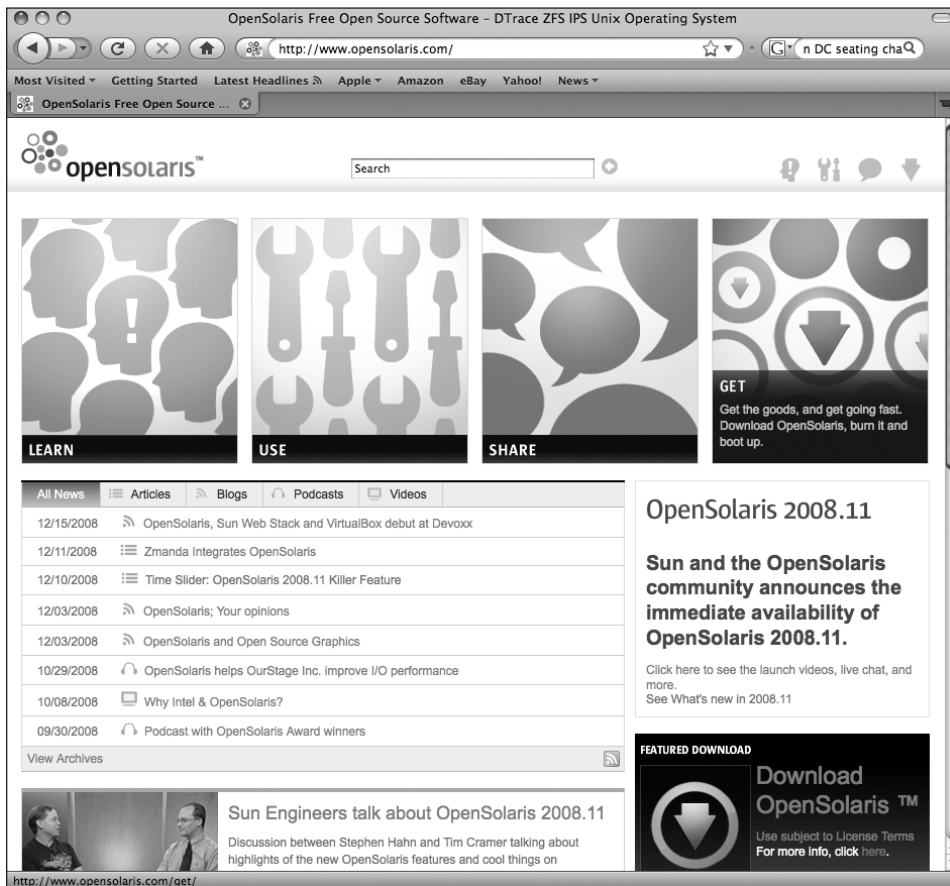 OpenSolaris Free Open Source Software – DTrace ZFS IPS Unix Operating System
http://www.opensolaris.com/
G
n DC seating cha
Most Visited
Getting Started
Latest Headlines
Apple
Amazon
eBay
Yahoo!
News
OpenSolaris Free Open Source ...
opensolaris™
Search
LEARN
USE
SHARE
GET
Get the goods, and get going fast.
Download OpenSolaris, burn it and
boot up.
All News
Articles
Blogs
Podcasts
Videos
12/15/2008 OpenSolaris, Sun Web Stack and VirtualBox debut at Devoxx
12/11/2008 Zmanda Integrates OpenSolaris
12/10/2008 Time Slider: OpenSolaris 2008.11 Killer Feature
12/03/2008 OpenSolaris; Your opinions
12/03/2008 OpenSolaris and Open Source Graphics
10/29/2008 OpenSolaris helps OurStage Inc. improve I/O performance
10/08/2008 Why Intel & OpenSolaris?
09/30/2008 Podcast with OpenSolaris Award winners
View Archives
OpenSolaris 2008.11
Sun and the OpenSolaris
community announces the
immediate availability of
OpenSolaris 2008.11.
Click here to see the launch videos, live chat, and
more.
See What's new in 2008.11
Sun Engineers talk about OpenSolaris 2008.11
Discussion between Stephen Hahn and Tim Cramer talking about
highlights of the new OpenSolaris features and cool things on
FEATURED DOWNLOAD
Download
OpenSolaris ™
Use subject to License Terms
For more info, click here.
http://www.opensolaris.com/get/